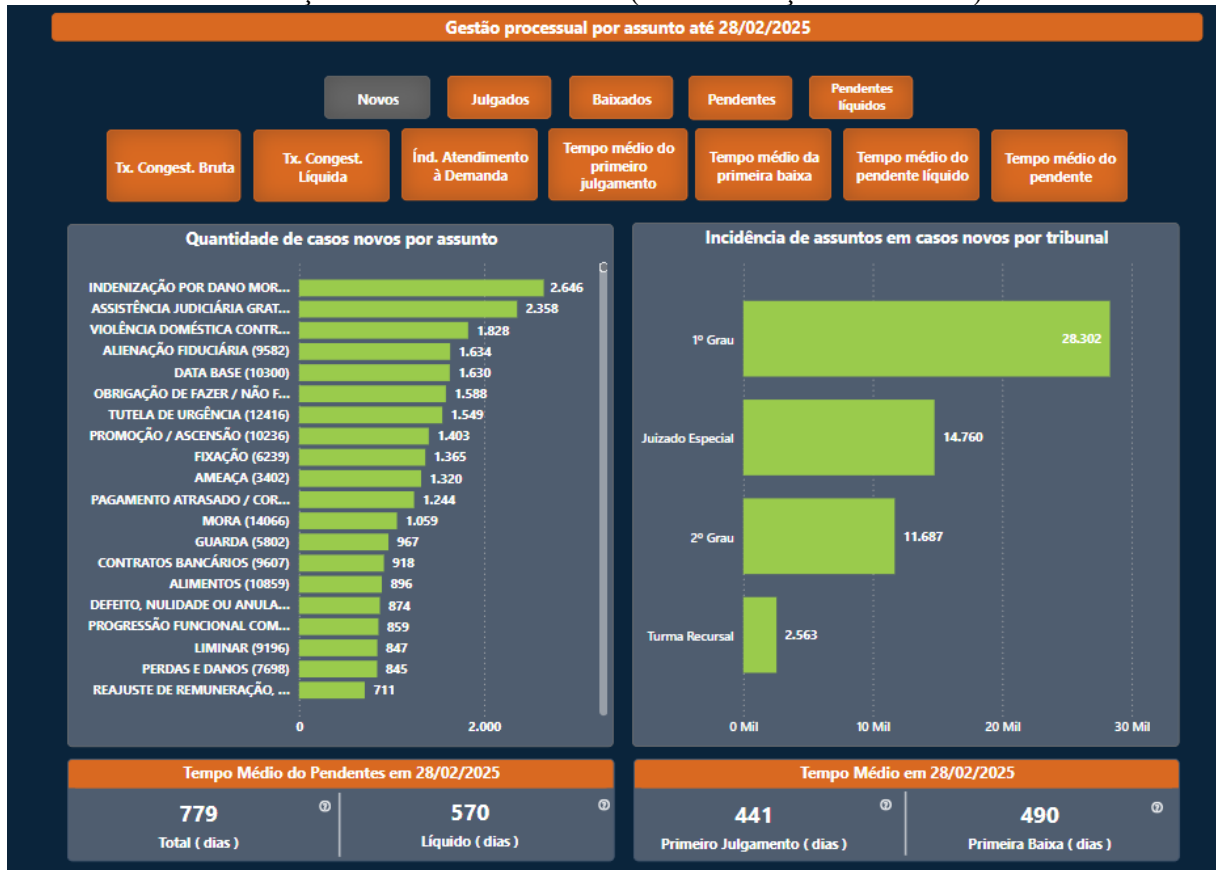 Gestão processual por assunto até 28/02/2025
Novos
Julgados
Baixados
Pendentes
Pendentes
líquidos
Tx. Congest. Bruta
Tx. Congest.
Líquida
Índ. Atendimento
à Demanda
Tempo médio do
primeiro
julgamento
Tempo médio da
primeira baixa
Tempo médio do
pendente líquido
Tempo médio do
pendente
Quantidade de casos novos por assunto
INDENIZAÇÃO POR DANO MOR... 2.646
ASSISTÊNCIA JUDICIÁRIA GRAT... 2.358
VIOLÊNCIA DOMÉSTICA CONTR... 1.828
ALIENAÇÃO FIDUCIÁRIA (9582) 1.634
DATA BASE (10300) 1.630
OBRIGAÇÃO DE FAZER / NÃO F... 1.588
TUTELA DE URGÊNCIA (12416) 1.549
PROMOÇÃO / ASCENSÃO (10236) 1.403
FIXAÇÃO (6239) 1.365
AMEAÇA (3402) 1.320
PAGAMENTO ATRASADO / COR... 1.244
MORA (14066) 1.059
GUARDA (5802) 967
CONTRATOS BANCÁRIOS (9607) 918
ALIMENTOS (10859) 896
DEFEITO, NULIDADE OU ANULA... 874
PROGRESSÃO FUNCIONAL COM... 859
LIMINAR (9196) 847
PERDAS E DANOS (7698) 845
REAJUSTE DE REMUNERAÇÃO, ... 711
0 2.000
Incidência de assuntos em casos novos por tribunal
1º Grau 28.302
Juizado Especial 14.760
2º Grau 11.687
Turma Recursal 2.563
0 Mil 10 Mil 20 Mil 30 Mil
Tempo Médio do Pendentes em 28/02/2025
779 570
Total ( dias ) Líquido ( dias )
Tempo Médio em 28/02/2025
441 490
Primeiro Julgamento ( dias ) Primeira Baixa ( dias )